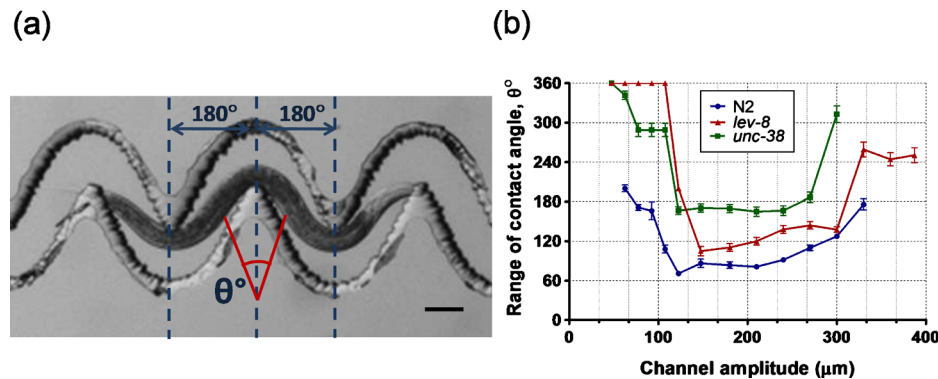 (a)
(b)
180° 180°
θ°
Range of contact angle, θ°
360
300
240
180
120
60
0
N2
lev-8
unc-38
0 100 200 300 400
Channel amplitude (μm)